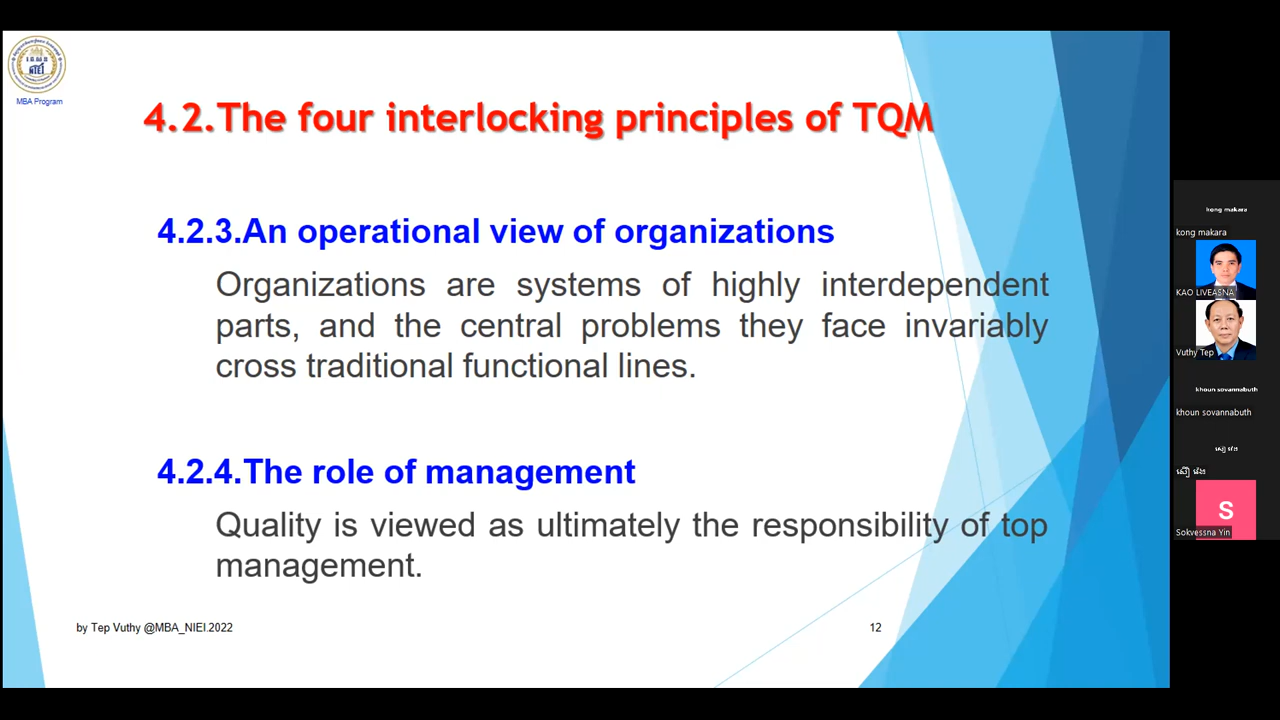 NIEI
MBA Program
4.2.The four interlocking principles of TQM
4.2.3.An operational view of organizations
Organizations are systems of highly interdependent
parts, and the central problems they face invariably
cross traditional functional lines.
4.2.4.The role of management
Quality is viewed as ultimately the responsibility of top
management.
by Tep Vuthy @MBA_NIEI.2022
12
kong makara
kong makara
KAO LIVEASNA
Vuthy Tep
khoun sovannabuth
khoun sovannabuth
S
Sokvessna Yin